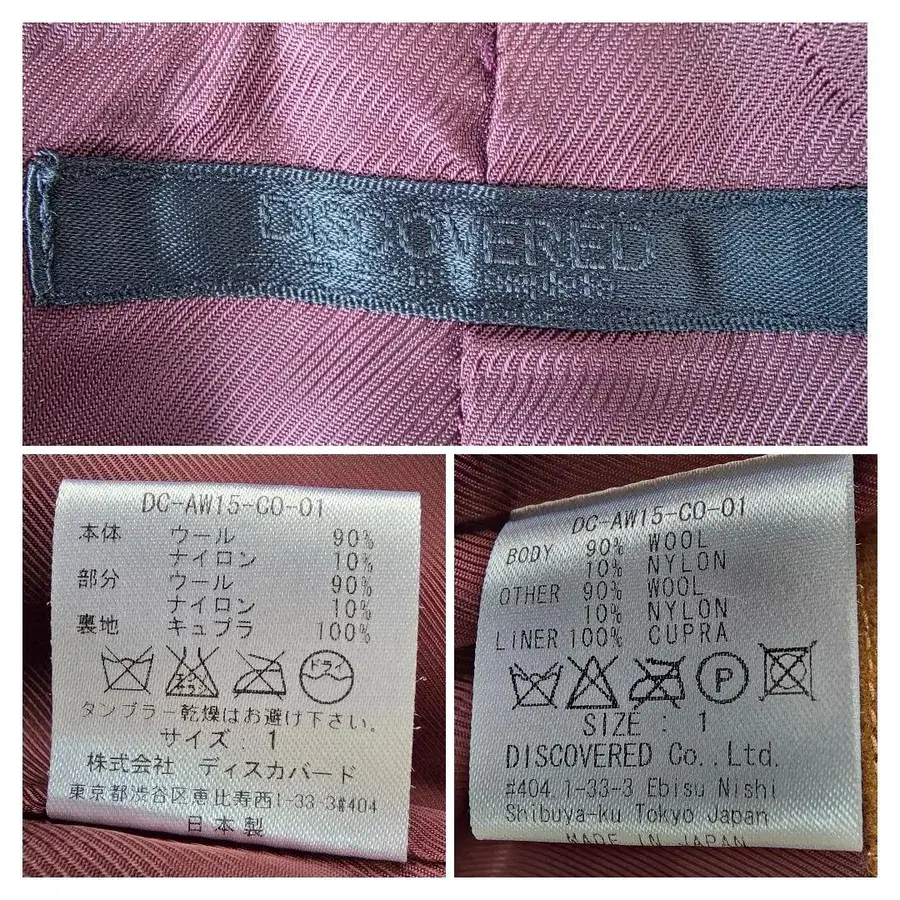 DISCOVERED
DC-AW15-CO-01
本体 ウール 90%
ナイロン 10%
部分 ウール 90%
ナイロン 10%
裏地 キュプラ 100%
エンソ
サラシ
ドライ
タンブラー乾燥はお避け下さい。
サイズ: 1
株式会社 ディスカバード
東京都渋谷区恵比寿西1-33-3#404
日本製
DC-AW15-CO-01
BODY 90% WOOL
10% NYLON
OTHER 90% WOOL
10% NYLON
LINER 100% CUPRA
P
SIZE : 1
DISCOVERED Co.,Ltd.
#404 1-33-3 Ebisu Nishi
Shibuya-ku Tokyo Japan
MADE IN JAPAN